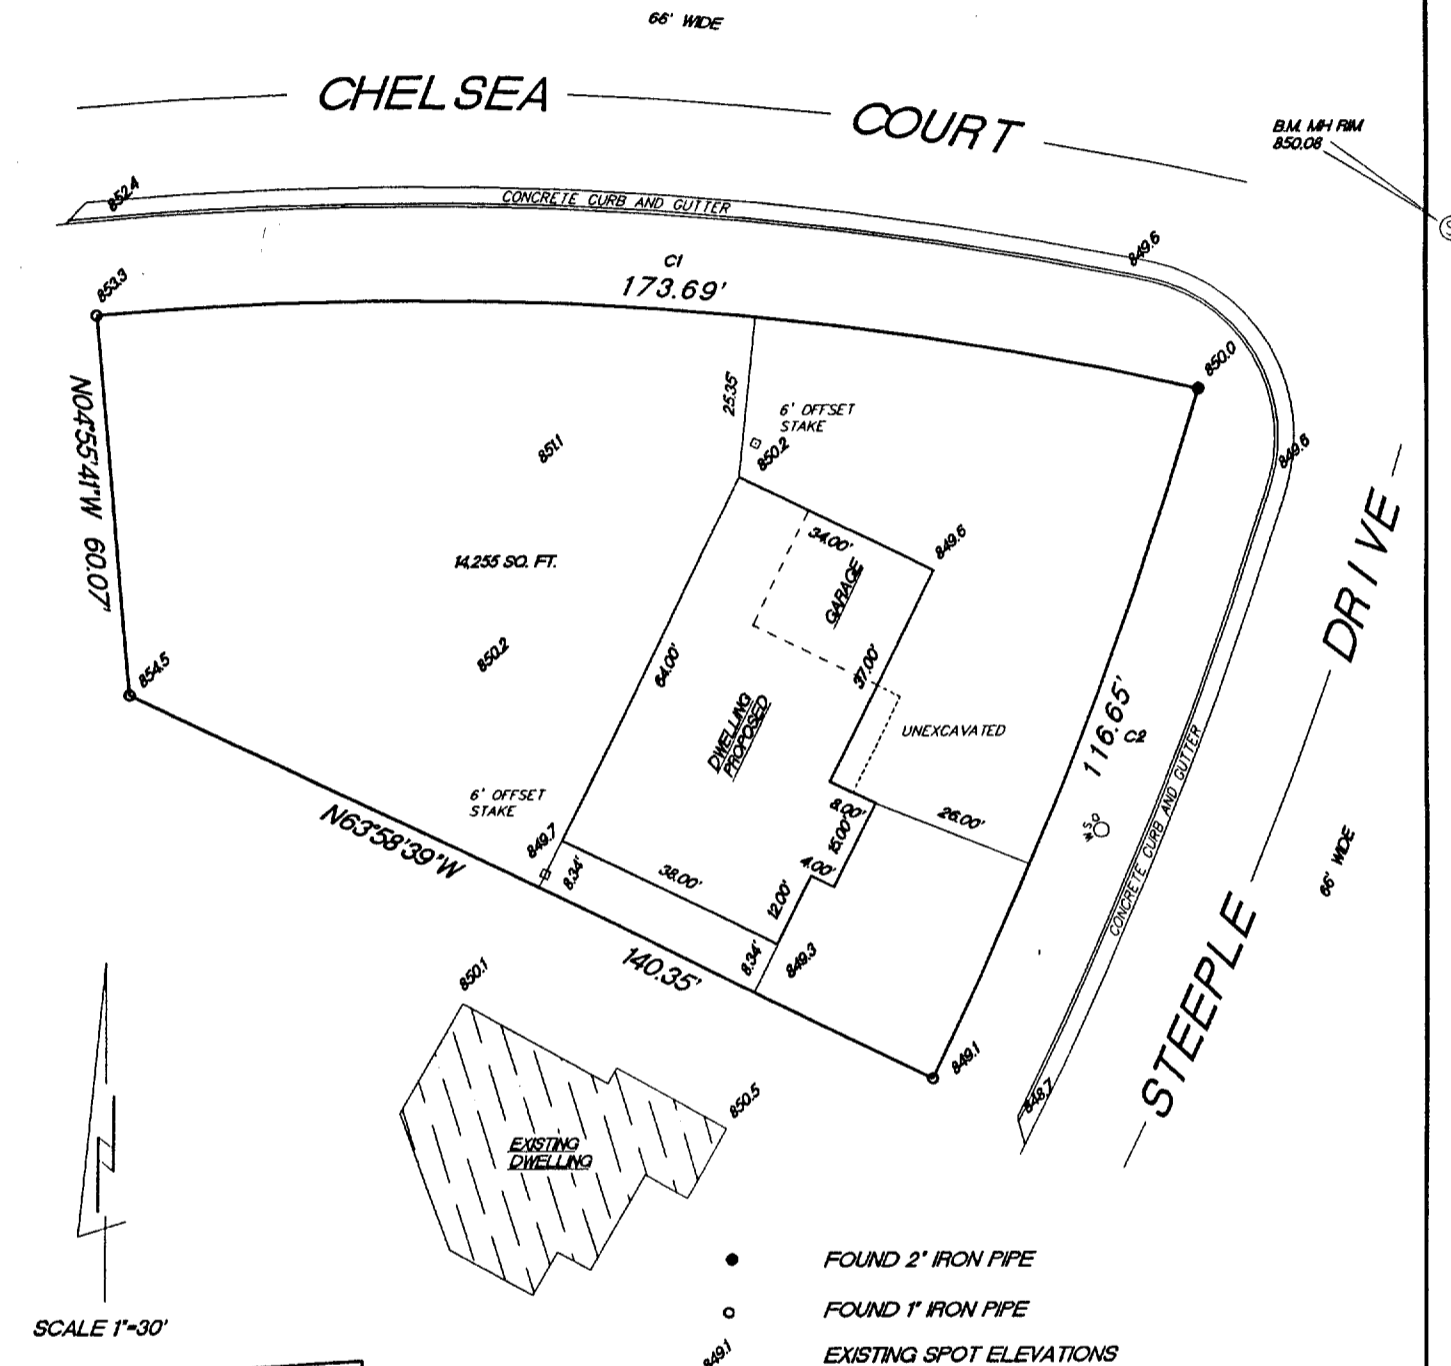 66' WIDE
CHELSEA COURT
B.M. MH RIM
850.08
852.4
CONCRETE CURB AND GUTTER
849.6
C1
173.69'
853.3
850.0
N04°55'41"W 60.07'
25.35'
6' OFFSET
STAKE
850.2
851.1
849.6
34.00'
849.6
GARAGE
14,255 SQ. FT.
850.2
854.5
64.00'
37.00'
DWELLING
PROPOSED
UNEXCAVATED
116.65'
C2
STEEPLE DRIVE
66' WIDE
CONCRETE CURB AND GUTTER
6' OFFSET
STAKE
849.7
8.34'
N63°58'39"W
140.35'
38.00'
8.00'
15.00'
26.00'
4.00'
12.00'
8.34'
849.3
W.S.O
850.1
850.5
849.1
848.7
EXISTING
DWELLING
SCALE 1"=30'
FOUND 2" IRON PIPE
FOUND 1" IRON PIPE
849.1
EXISTING SPOT ELEVATIONS
S